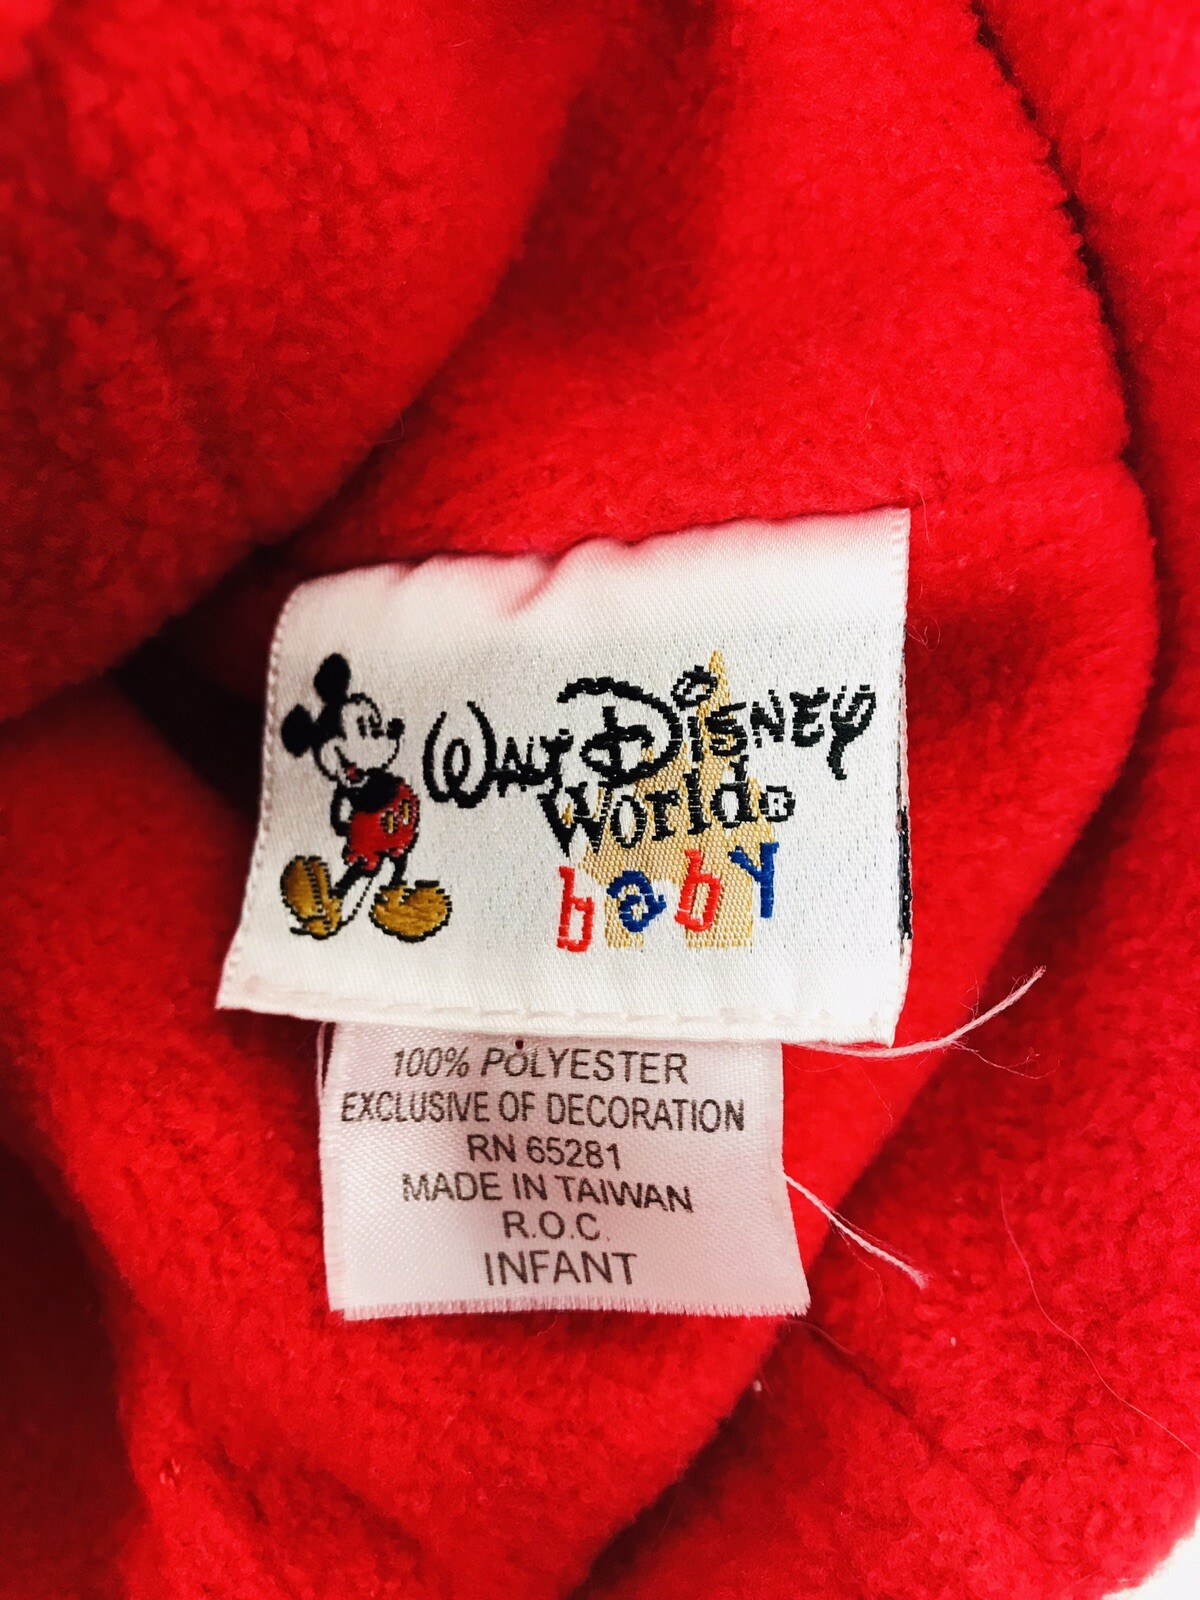 Walt Disney
World®
baby
100% POLYESTER
EXCLUSIVE OF DECORATION
RN 65281
MADE IN TAIWAN
R.O.C.
INFANT